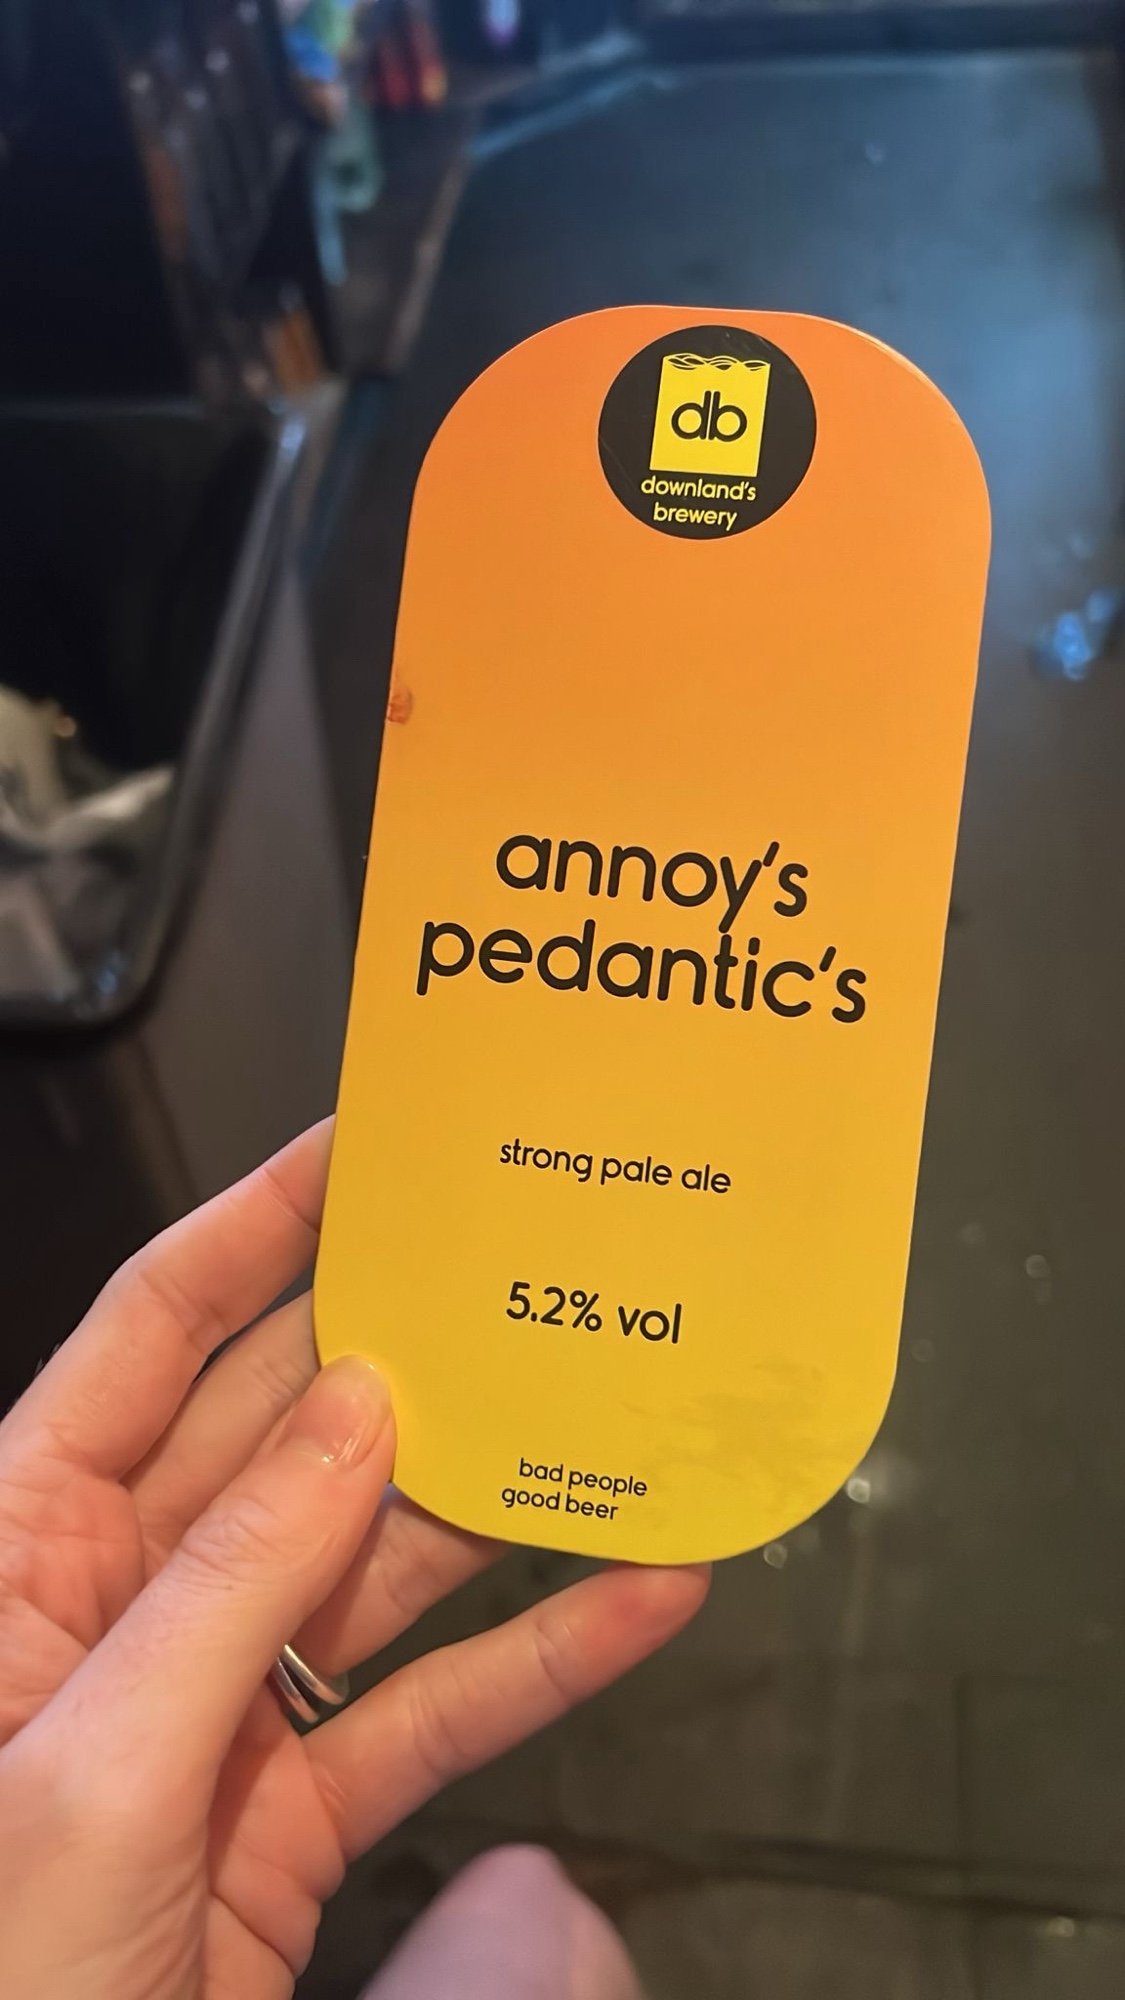 db
downland's
brewery
annoy's
pedantic's
strong pale ale
5.2% vol
bad people
good beer